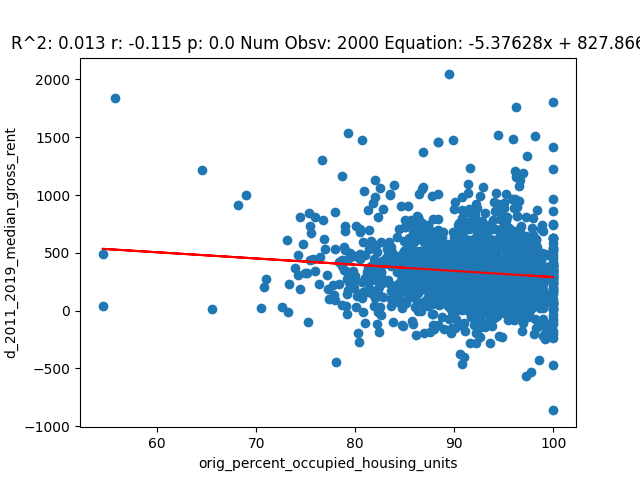 R^2: 0.013 r: -0.115 p: 0.0 Num Obsv: 2000 Equation: -5.37628x + 827.866
2000
1500
1000
500
0
−500
−1000
d_2011_2019_median_gross_rent
60 70 80 90 100
orig_percent_occupied_housing_units